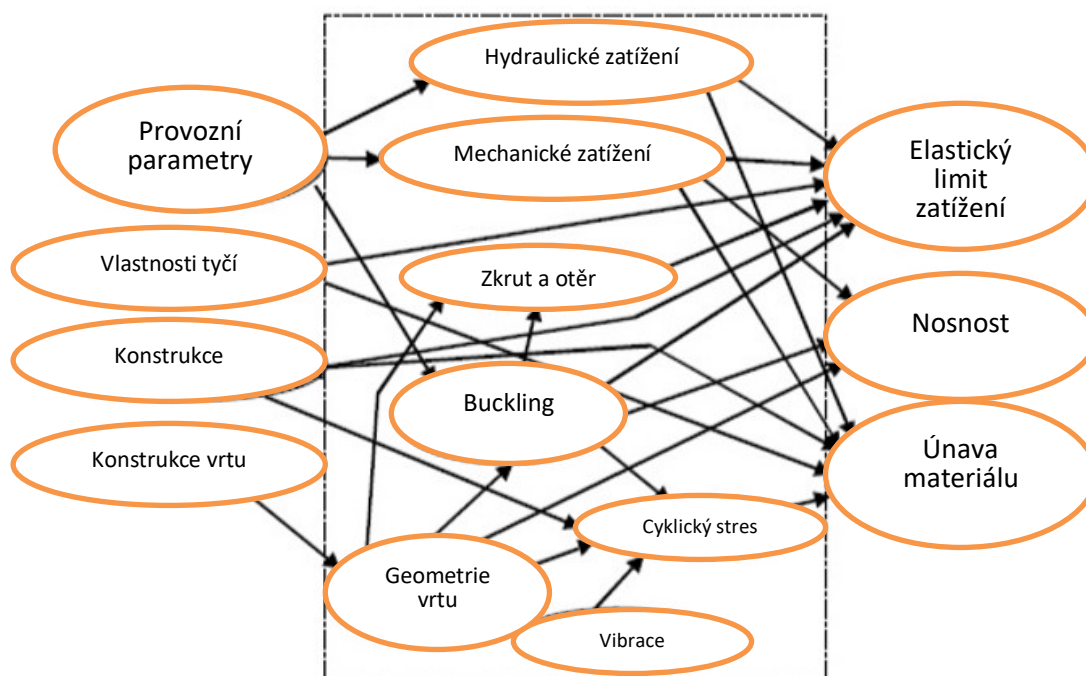 Hydraulické zatížení
Provozní
parametry
Mechanické zatížení
Elastický
limit
zatížení
Vlastnosti tyčí
Zkrut a otěr
Nosnost
Konstrukce
Buckling
Konstrukce vrtu
Únava
materiálu
Cyklický stres
Geometrie
vrtu
Vibrace